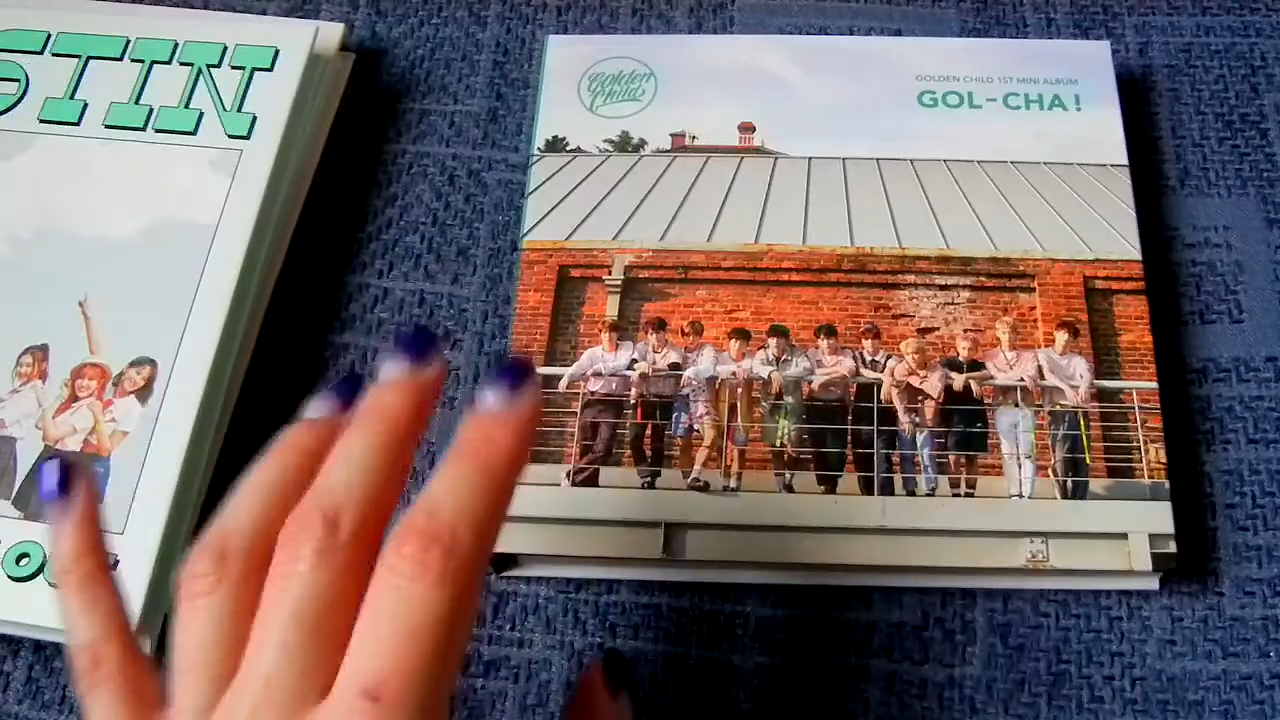 STIN
Golden
Child
GOLDEN CHILD 1ST MINI ALBUM
GOL-CHA!